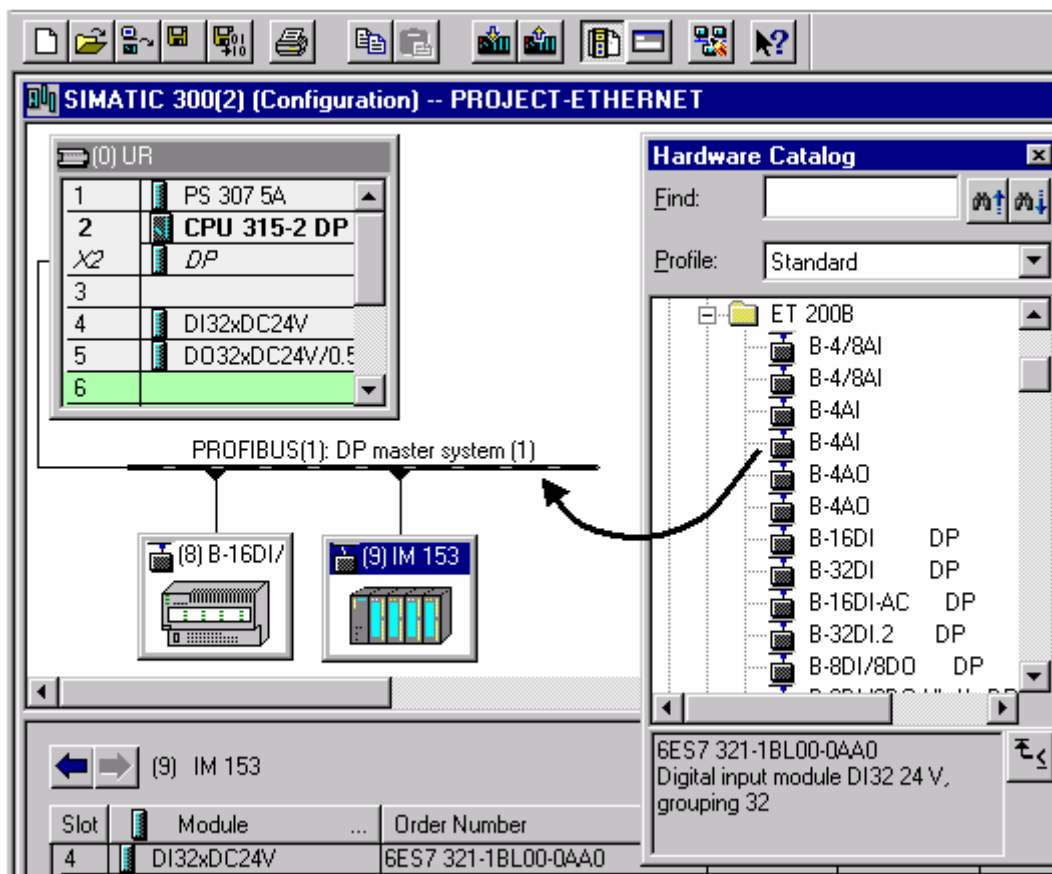 SIMATIC 300(2) (Configuration) -- PROJECT-ETHERNET
(0) UR
1 PS 307 5A
2 CPU 315-2 DP
X2 DP
3
4 DI32xDC24V
5 DO32xDC24V/0.5
6
PROFIBUS(1): DP master system (1)
(8) B-16DI/
(9) IM 153
Hardware Catalog
Find:
Profile: Standard
ET 200B
B-4/8AI
B-4/8AI
B-4AI
B-4AI
B-4AO
B-4AO
B-16DI DP
B-32DI DP
B-16DI-AC DP
B-32DI.2 DP
B-8DI/8DO DP
6ES7 321-1BL00-0AA0
Digital input module DI32 24 V,
grouping 32
(9) IM 153
Slot Module ... Order Number
4 DI32xDC24V 6ES7 321-1BL00-0AA0